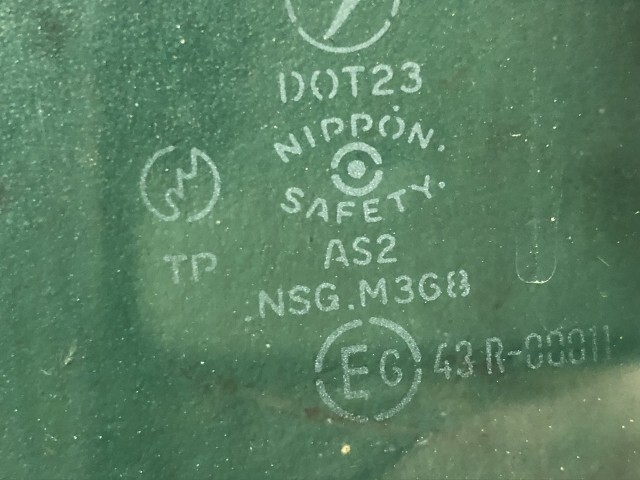 DOT23
NIPPON.
SAFETY.
TP
AS2
.NSG.M3G8
E6 43R-00011